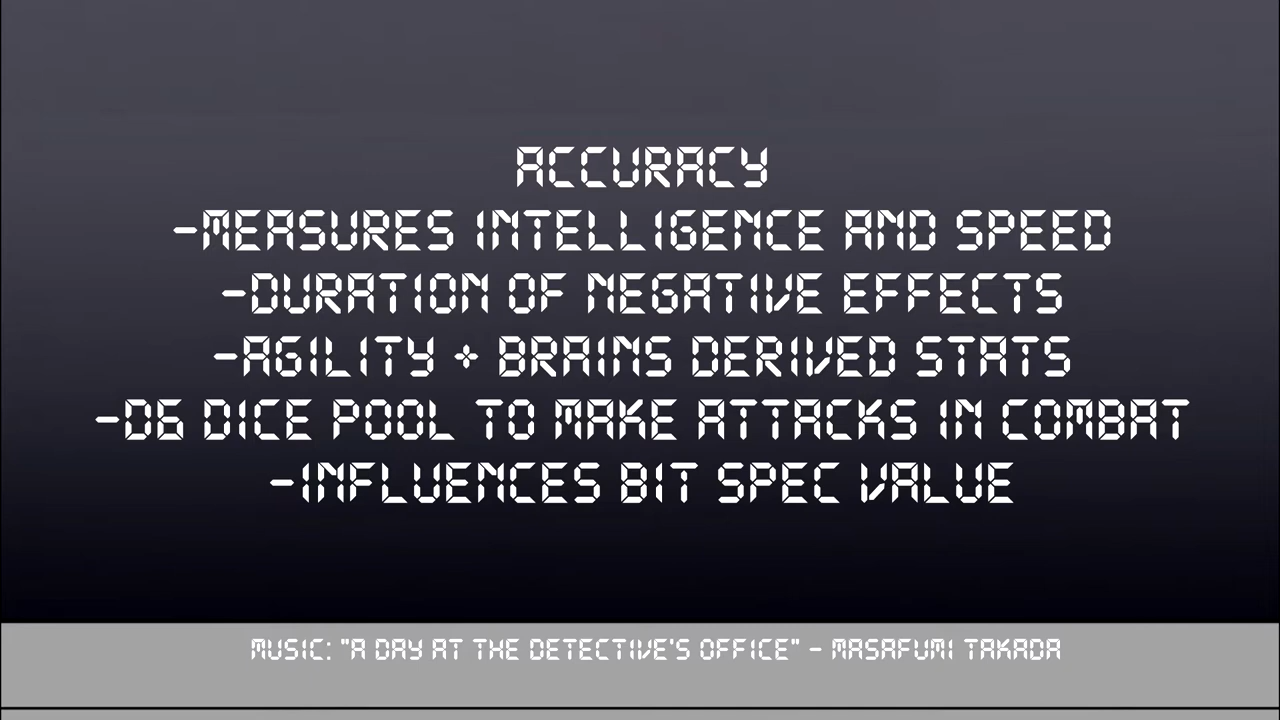 ACCURACY
-MEASURES INTELLIGENCE AND SPEED
-DURATION OF NEGATIVE EFFECTS
-AGILITY + BRAINS DERIVED STATS
-D6 DICE POOL TO MAKE ATTACKS IN COMBAT
-INFLUENCES BIT SPEC VALUE
MUSIC: "A DAY AT THE DETECTIVE'S OFFICE" - MASAFUMI TAKADA